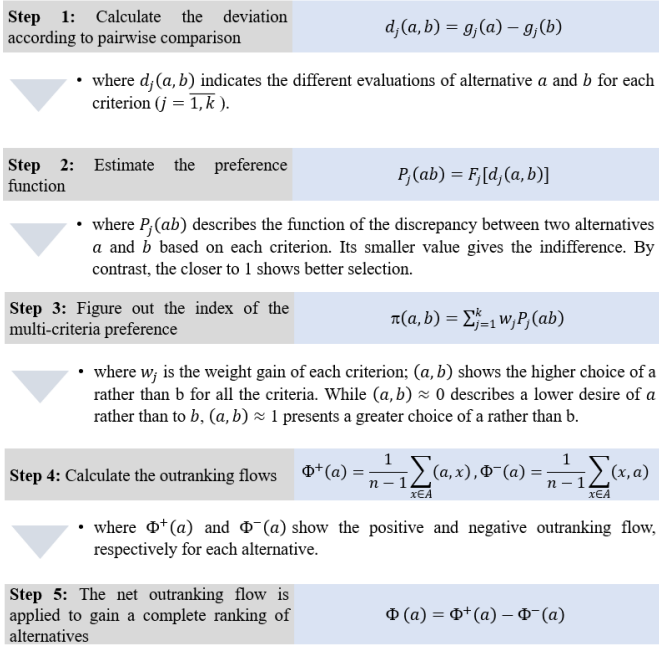 Step 1: Calculate the deviation
according to pairwise comparison
d_j(a, b) = g_j(a) − g_j(b)
• where d_j(a, b) indicates the different evaluations of alternative a and b for each
criterion (j = \overline{1, k} ).
Step 2: Estimate the preference
function
P_j(ab) = F_j[d_j(a, b)]
• where P_j(ab) describes the function of the discrepancy between two alternatives
a and b based on each criterion. Its smaller value gives the indifference. By
contrast, the closer to 1 shows better selection.
Step 3: Figure out the index of the
multi-criteria preference
π(a, b) = ∑_{j=1}^{k} w_j P_j(ab)
• where w_j is the weight gain of each criterion; (a, b) shows the higher choice of a
rather than b for all the criteria. While (a, b) ≈ 0 describes a lower desire of a
rather than to b, (a, b) ≈ 1 presents a greater choice of a rather than b.
Step 4: Calculate the outranking flows
Φ⁺(a) = \frac{1}{n − 1} ∑_{x∈A} (a, x) , Φ⁻(a) = \frac{1}{n − 1} ∑_{x∈A} (x, a)
• where Φ⁺(a) and Φ⁻(a) show the positive and negative outranking flow,
respectively for each alternative.
Step 5: The net outranking flow is
applied to gain a complete ranking of
alternatives
Φ (a) = Φ⁺(a) − Φ⁻(a)